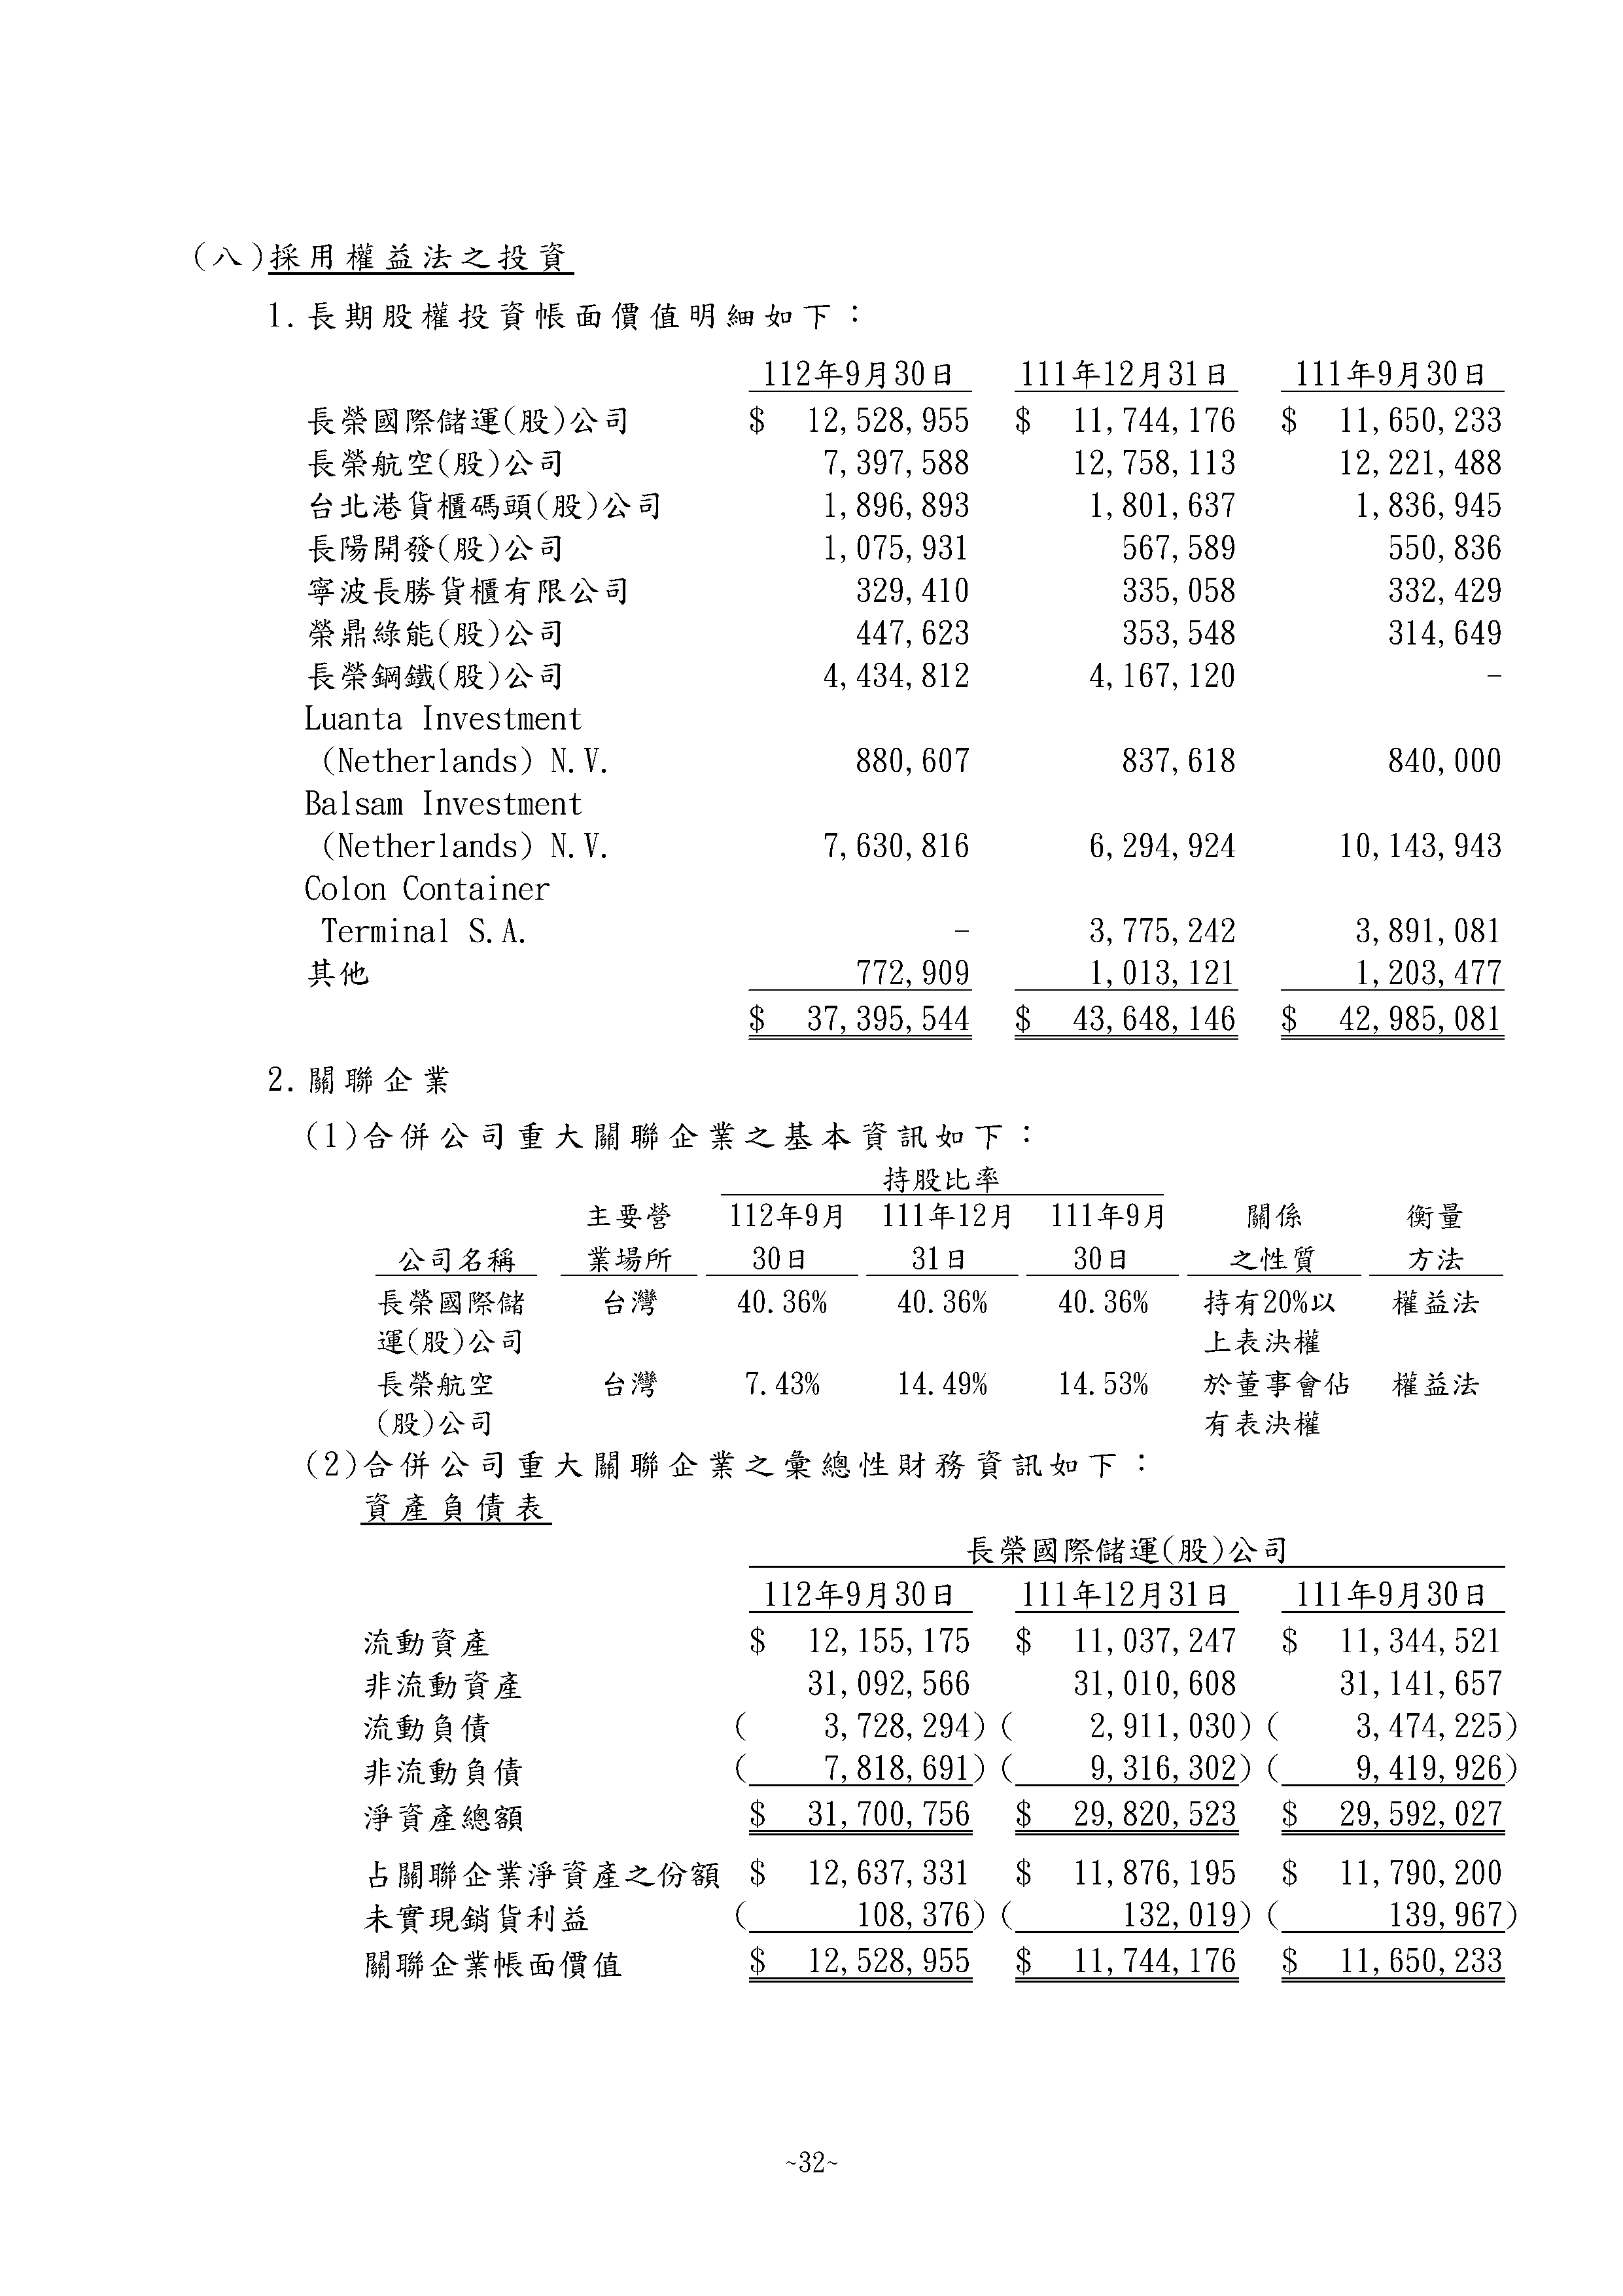 (八)採用權益法之投資
1.長期股權投資帳面價值明細如下：
112年9月30日 111年12月31日 111年9月30日
長榮國際儲運(股)公司 $ 12,528,955 $ 11,744,176 $ 11,650,233
長榮航空(股)公司 7,397,588 12,758,113 12,221,488
台北港貨櫃碼頭(股)公司 1,896,893 1,801,637 1,836,945
長陽開發(股)公司 1,075,931 567,589 550,836
寧波長勝貨櫃有限公司 329,410 335,058 332,429
榮鼎綠能(股)公司 447,623 353,548 314,649
長榮鋼鐵(股)公司 4,434,812 4,167,120 -
Luanta Investment
(Netherlands) N.V. 880,607 837,618 840,000
Balsam Investment
(Netherlands) N.V. 7,630,816 6,294,924 10,143,943
Colon Container
Terminal S.A. - 3,775,242 3,891,081
其他 772,909 1,013,121 1,203,477
$ 37,395,544 $ 43,648,146 $ 42,985,081
2.關聯企業
(1)合併公司重大關聯企業之基本資訊如下：
持股比率
主要營 112年9月 111年12月 111年9月 關係 衡量
公司名稱 業場所 30日 31日 30日 之性質 方法
長榮國際儲 台灣 40.36% 40.36% 40.36% 持有20%以 權益法
運(股)公司 上表決權
長榮航空 台灣 7.43% 14.49% 14.53% 於董事會佔 權益法
(股)公司 有表決權
(2)合併公司重大關聯企業之彙總性財務資訊如下：
資產負債表
長榮國際儲運(股)公司
112年9月30日 111年12月31日 111年9月30日
流動資產 $ 12,155,175 $ 11,037,247 $ 11,344,521
非流動資產 31,092,566 31,010,608 31,141,657
流動負債 ( 3,728,294) ( 2,911,030) ( 3,474,225)
非流動負債 ( 7,818,691) ( 9,316,302) ( 9,419,926)
淨資產總額 $ 31,700,756 $ 29,820,523 $ 29,592,027
占關聯企業淨資產之份額 $ 12,637,331 $ 11,876,195 $ 11,790,200
未實現銷貨利益 ( 108,376) ( 132,019) ( 139,967)
關聯企業帳面價值 $ 12,528,955 $ 11,744,176 $ 11,650,233
~32~